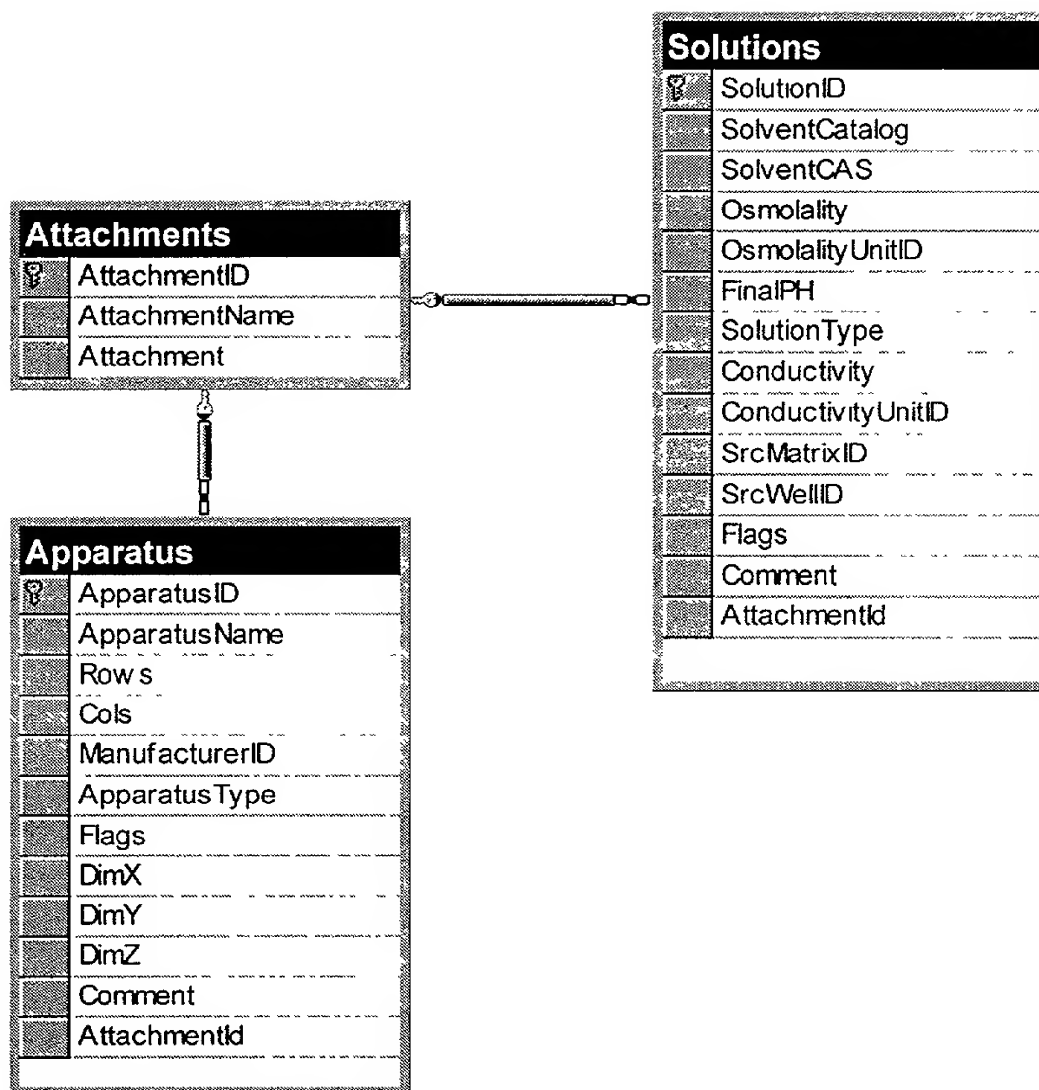 Solutions
SolutionID
SolventCatalog
SolventCAS
Osmolality
OsmolalityUnitID
FinalPH
SolutionType
Conductivity
ConductivityUnitID
SrcMatrixID
SrcWellID
Flags
Comment
AttachmentId
Attachments
AttachmentID
AttachmentName
Attachment
Apparatus
ApparatusID
ApparatusName
Rows
Cols
ManufacturerID
ApparatusType
Flags
DimX
DimY
DimZ
Comment
AttachmentId